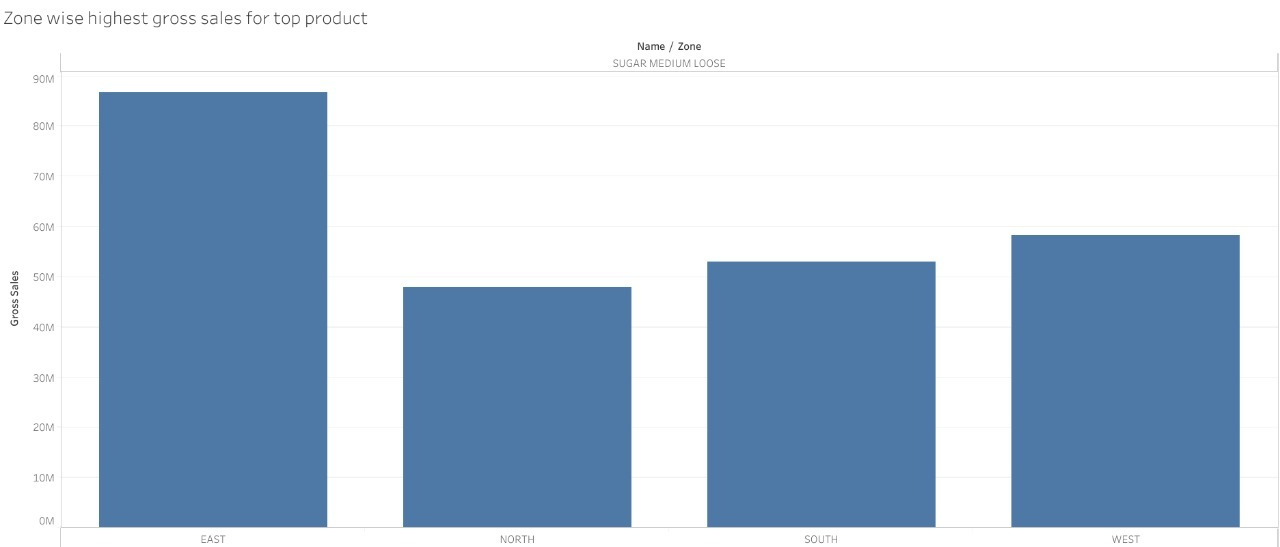 Zone wise highest gross sales for top product
Name / Zone
SUGAR MEDIUM LOOSE
Gross Sales
90M
80M
70M
60M
50M
40M
30M
20M
10M
0M
EAST NORTH SOUTH WEST